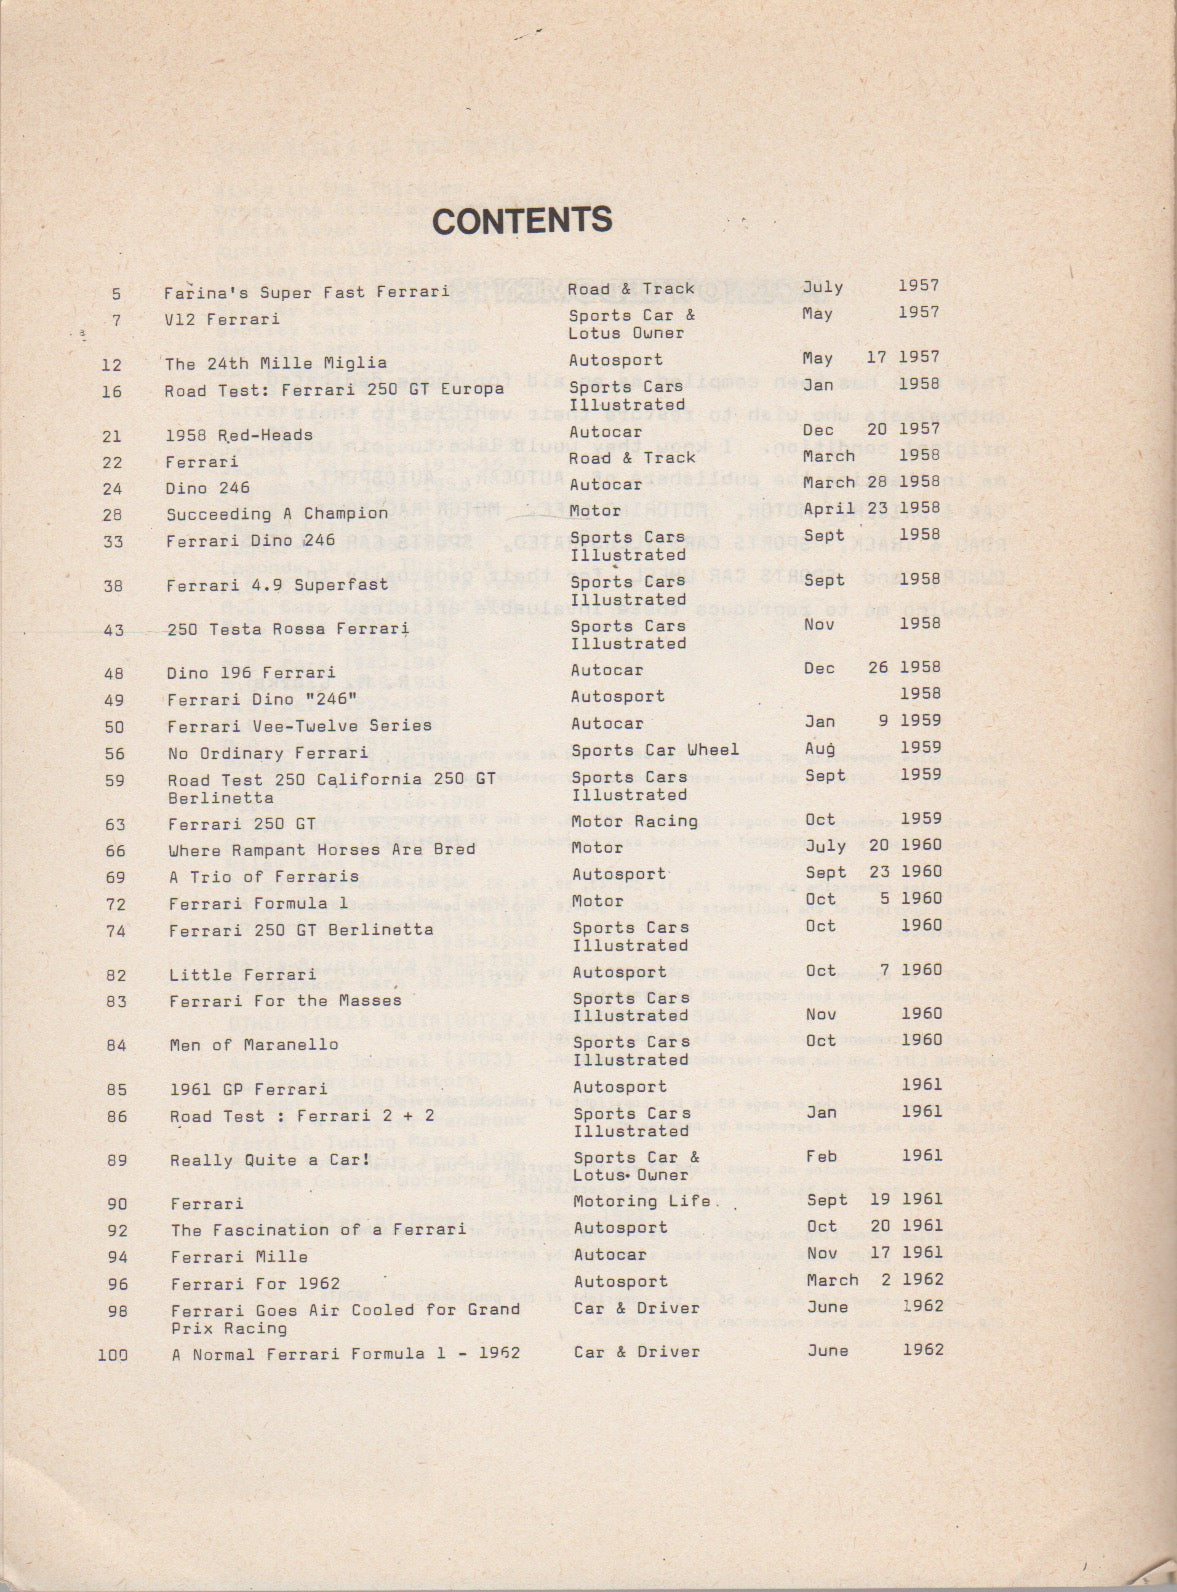 CONTENTS
5 Farina's Super Fast Ferrari Road & Track July 1957
7 V12 Ferrari Sports Car & May 1957
Lotus Owner
12 The 24th Mille Miglia Autosport May 17 1957
16 Road Test: Ferrari 250 GT Europa Sports Cars Jan 1958
Illustrated
21 1958 Red-Heads Autocar Dec 20 1957
22 Ferrari Road & Track March 1958
24 Dino 246 Autocar March 28 1958
28 Succeeding A Champion Motor April 23 1958
33 Ferrari Dino 246 Sports Cars Sept 1958
Illustrated
38 Ferrari 4.9 Superfast Sports Cars Sept 1958
Illustrated
43 250 Testa Rossa Ferrari Sports Cars Nov 1958
Illustrated
48 Dino 196 Ferrari Autocar Dec 26 1958
49 Ferrari Dino "246" Autosport 1958
50 Ferrari Vee-Twelve Series Autocar Jan 9 1959
56 No Ordinary Ferrari Sports Car Wheel Aug 1959
59 Road Test 250 California 250 GT Sports Cars Sept 1959
Berlinetta Illustrated
63 Ferrari 250 GT Motor Racing Oct 1959
66 Where Rampant Horses Are Bred Motor July 20 1960
69 A Trio of Ferraris Autosport Sept 23 1960
72 Ferrari Formula 1 Motor Oct 5 1960
74 Ferrari 250 GT Berlinetta Sports Cars Oct 1960
Illustrated
82 Little Ferrari Autosport Oct 7 1960
83 Ferrari For the Masses Sports Cars
Illustrated Nov 1960
84 Men of Maranello Sports Cars Oct 1960
Illustrated
85 1961 GP Ferrari Autosport 1961
86 Road Test : Ferrari 2 + 2 Sports Cars Jan 1961
Illustrated
89 Really Quite a Car! Sports Car & Feb 1961
Lotus Owner
90 Ferrari Motoring Life Sept 19 1961
92 The Fascination of a Ferrari Autosport Oct 20 1961
94 Ferrari Mille Autocar Nov 17 1961
96 Ferrari For 1962 Autosport March 2 1962
98 Ferrari Goes Air Cooled for Grand Car & Driver June 1962
Prix Racing
100 A Normal Ferrari Formula 1 - 1962 Car & Driver June 1962